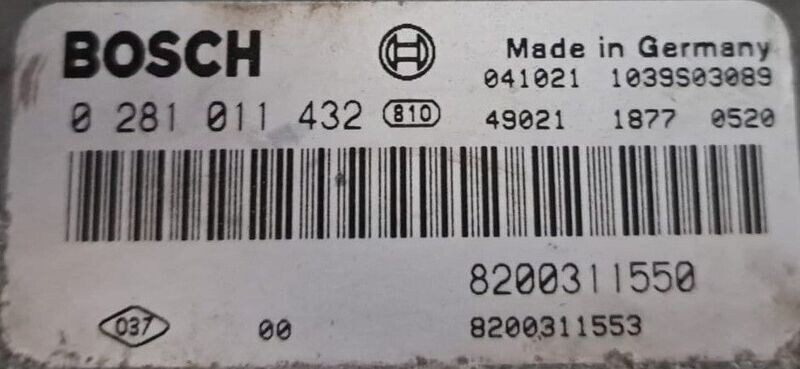 BOSCH Made in Germany
041021 1039S03089
0 281 011 432 810 49021 1877 0520
8200311550
037 00 8200311553